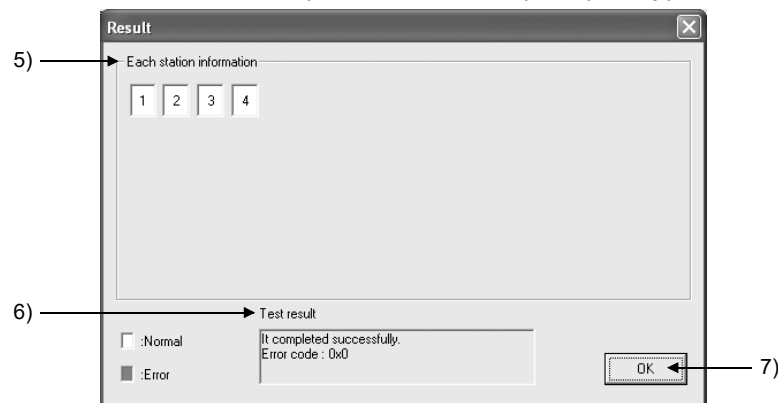 Result
5)
Each station information
1 2 3 4
6)
Test result
:Normal
It completed successfully.
Error code : 0x0
:Error
OK
7)